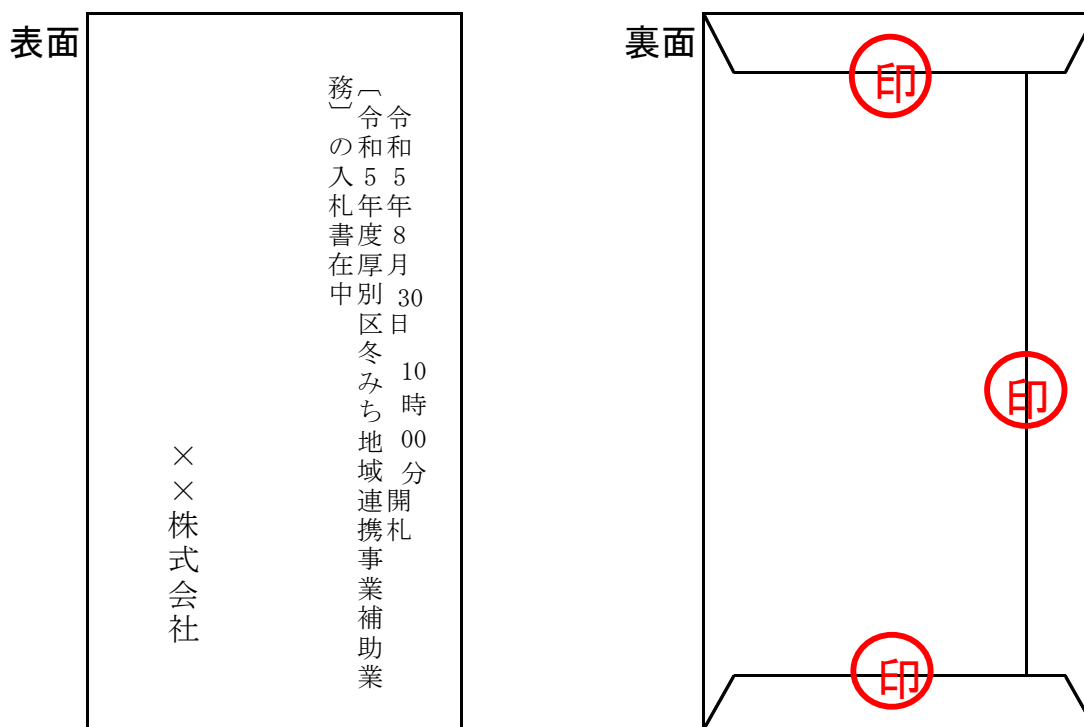 表面
令和5年8月30日 10時00分開札
〔令和5年度厚別区冬みち地域連携事業補助業
務〕の入札書在中
××株式会社
裏面
印
印
印